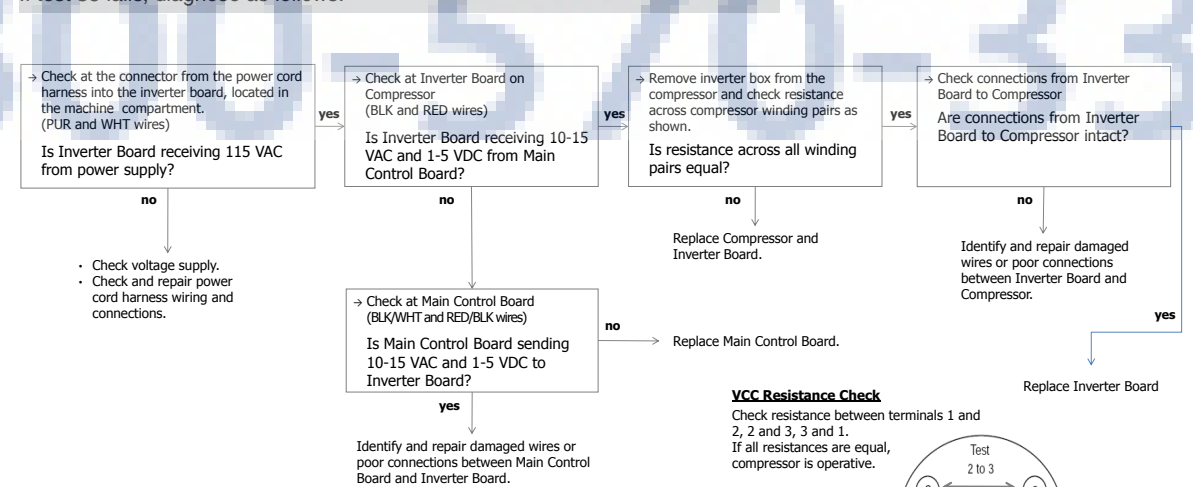 → Check at the connector from the power cord
harness into the inverter board, located in
the machine compartment.
(PUR and WHT wires)
Is Inverter Board receiving 115 VAC
from power supply?
yes
→ Check at Inverter Board on
Compressor
(BLK and RED wires)
Is Inverter Board receiving 10-15
VAC and 1-5 VDC from Main
Control Board?
yes
→ Remove inverter box from the
compressor and check resistance
across compressor winding pairs as
shown.
Is resistance across all winding
pairs equal?
yes
→ Check connections from Inverter
Board to Compressor
Are connections from Inverter
Board to Compressor intact?
no
no
no
no
· Check voltage supply.
· Check and repair power
cord harness wiring and
connections.
Replace Compressor and
Inverter Board.
Identify and repair damaged
wires or poor connections
between Inverter Board and
Compressor.
yes
Replace Inverter Board
→ Check at Main Control Board
(BLK/WHT and RED/BLK wires)
Is Main Control Board sending
10-15 VAC and 1-5 VDC to
Inverter Board?
no
Replace Main Control Board.
yes
Identify and repair damaged wires or
poor connections between Main Control
Board and Inverter Board.
VCC Resistance Check
Check resistance between terminals 1 and
2, 2 and 3, 3 and 1.
If all resistances are equal,
compressor is operative.
Test
2 to 3